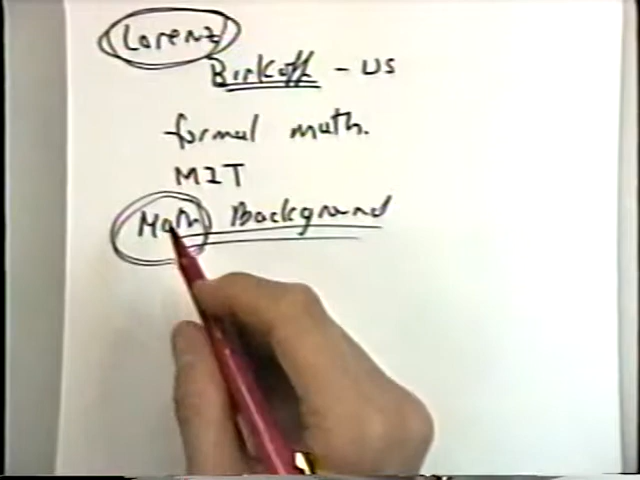 Lorenz
Birkoff - US
formal math.
MIT
Math Background